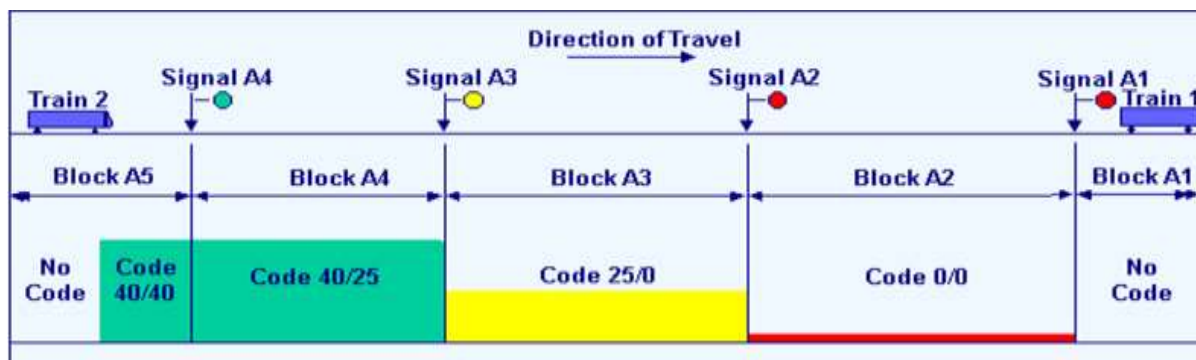 Direction of Travel
Signal A4
Signal A3
Signal A2
Signal A1
Train 2
Train 1
Block A5
Block A4
Block A3
Block A2
Block A1
No
Code
Code
40/40
Code 40/25
Code 25/0
Code 0/0
No
Code